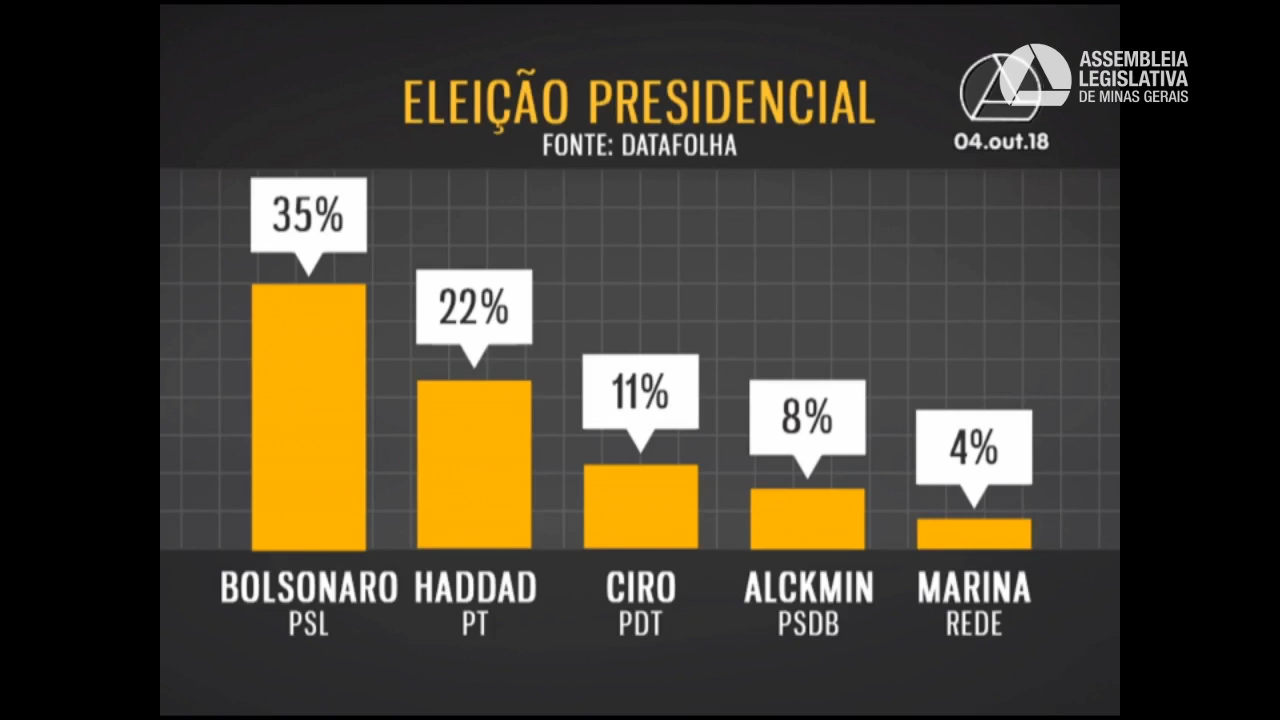 ELEIÇÃO PRESIDENCIAL
FONTE: DATAFOLHA
ASSEMBLEIA
LEGISLATIVA
DE MINAS GERAIS
04.out.18
35%
22%
11%
8%
4%
BOLSONARO HADDAD CIRO ALCKMIN MARINA
PSL PT PDT PSDB REDE